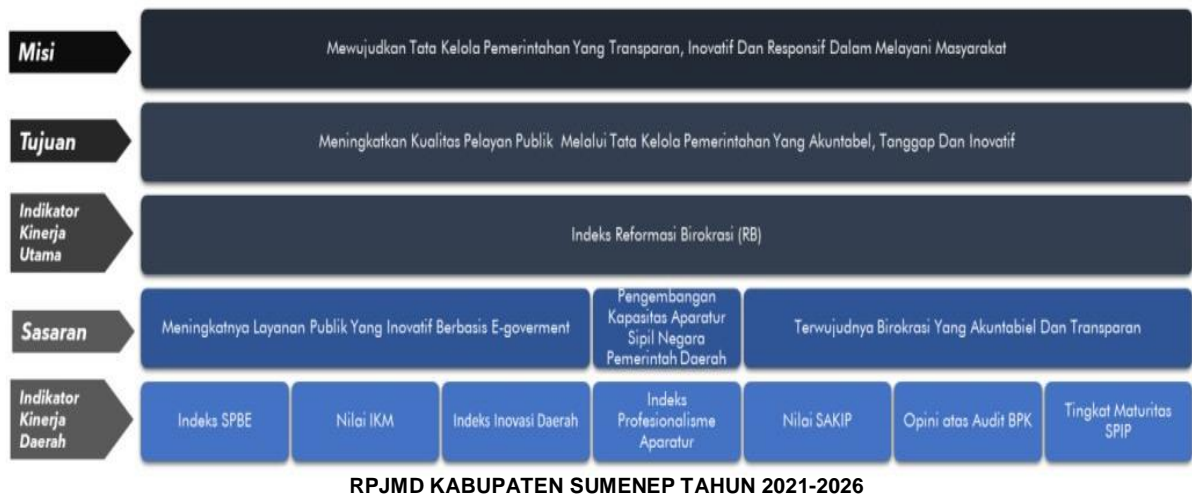 Misi
Mewujudkan Tata Kelola Pemerintahan Yang Transparan, Inovatif Dan Responsif Dalam Melayani Masyarakat
Tujuan
Meningkatkan Kualitas Pelayan Publik Melalui Tata Kelola Pemerintahan Yang Akuntabel, Tanggap Dan Inovatif
Indikator
Kinerja
Utama
Indeks Reformasi Birokrasi (RB)
Sasaran
Meningkatnya Layanan Publik Yang Inovatif Berbasis E-goverment
Pengembangan
Kapasitas Aparatur
Sipil Negara
Pemerintah Daerah
Terwujudnya Birokrasi Yang Akuntabiel Dan Transparan
Indikator
Kinerja
Daerah
Indeks SPBE
Nilai IKM
Indeks Inovasi Daerah
Indeks
Profesionalisme
Aparatur
Nilai SAKIP
Opini atas Audit BPK
Tingkat Maturitas
SPIP
RPJMD KABUPATEN SUMENEP TAHUN 2021-2026